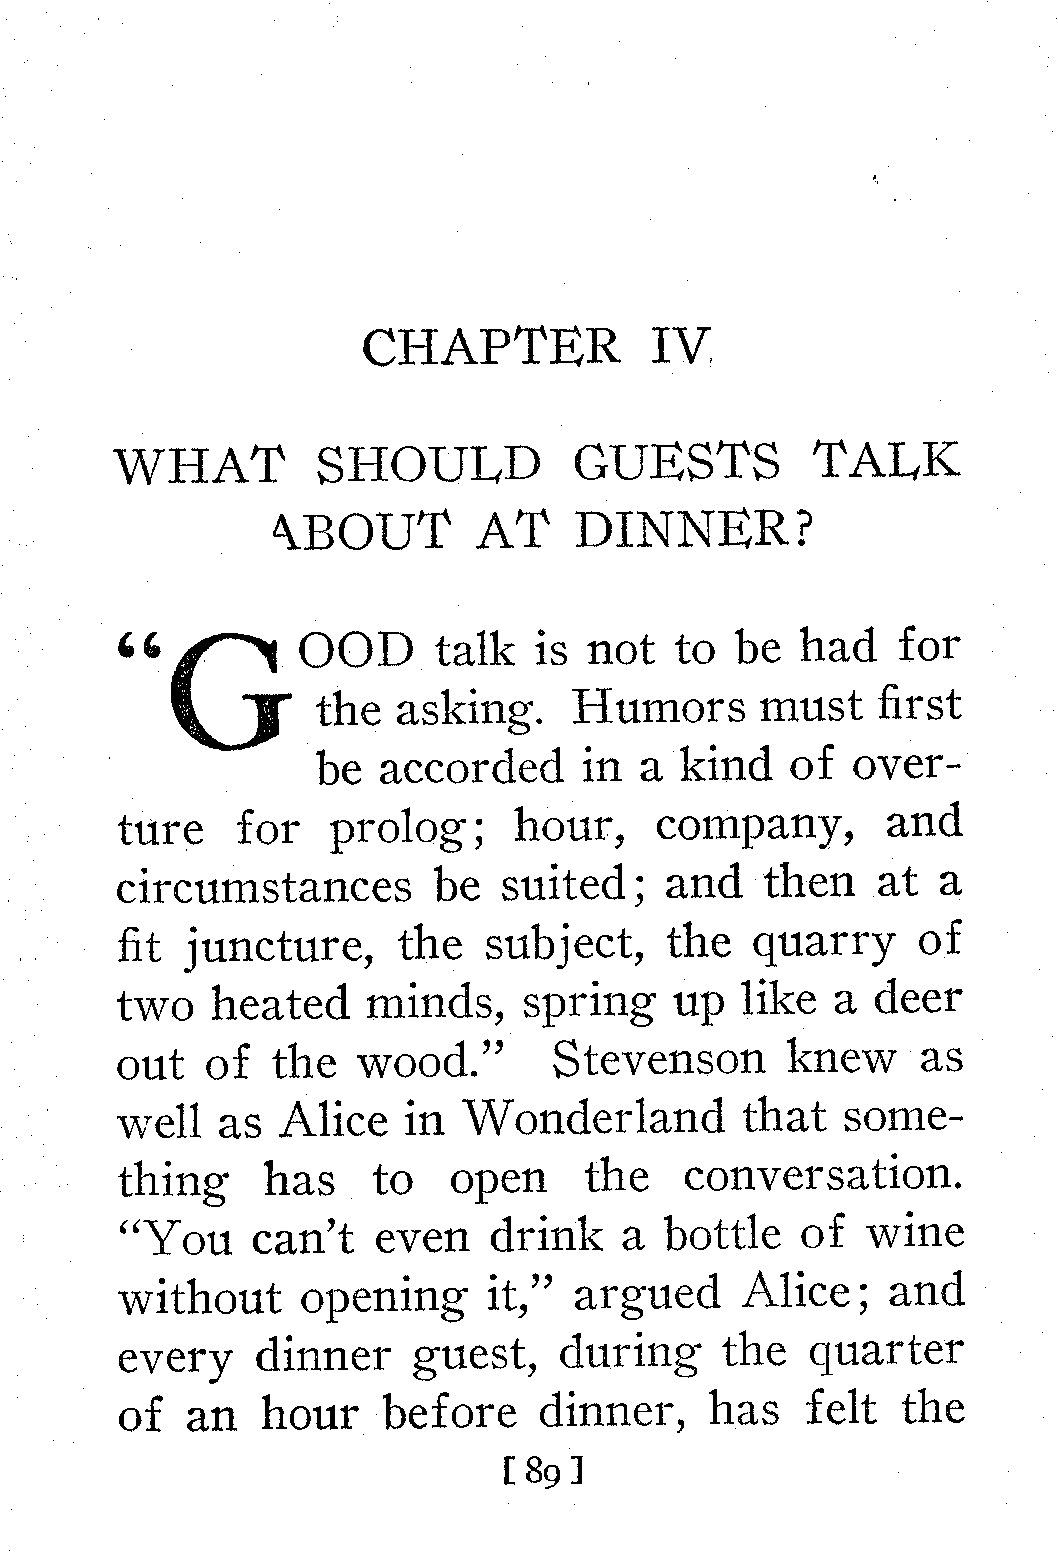 CHAPTER IV
WHAT SHOULD GUESTS TALK
ABOUT AT DINNER?
“GOOD talk is not to be had for
the asking. Humors must first
be accorded in a kind of over-
ture for prolog; hour, company, and
circumstances be suited; and then at a
fit juncture, the subject, the quarry of
two heated minds, spring up like a deer
out of the wood.” Stevenson knew as
well as Alice in Wonderland that some-
thing has to open the conversation.
“You can’t even drink a bottle of wine
without opening it,” argued Alice; and
every dinner guest, during the quarter
of an hour before dinner, has felt the
[ 89 ]